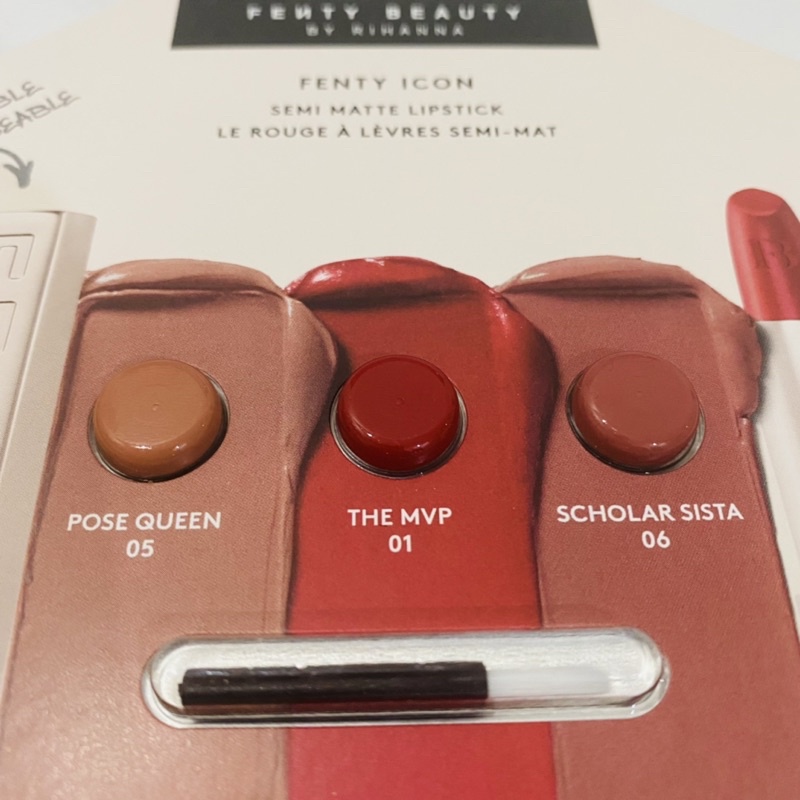 FENTY BEAUTY
BY RIHANNA
FENTY ICON
SEMI MATTE LIPSTICK
LE ROUGE À LÈVRES SEMI-MAT
POSE QUEEN
05
THE MVP
01
SCHOLAR SISTA
06